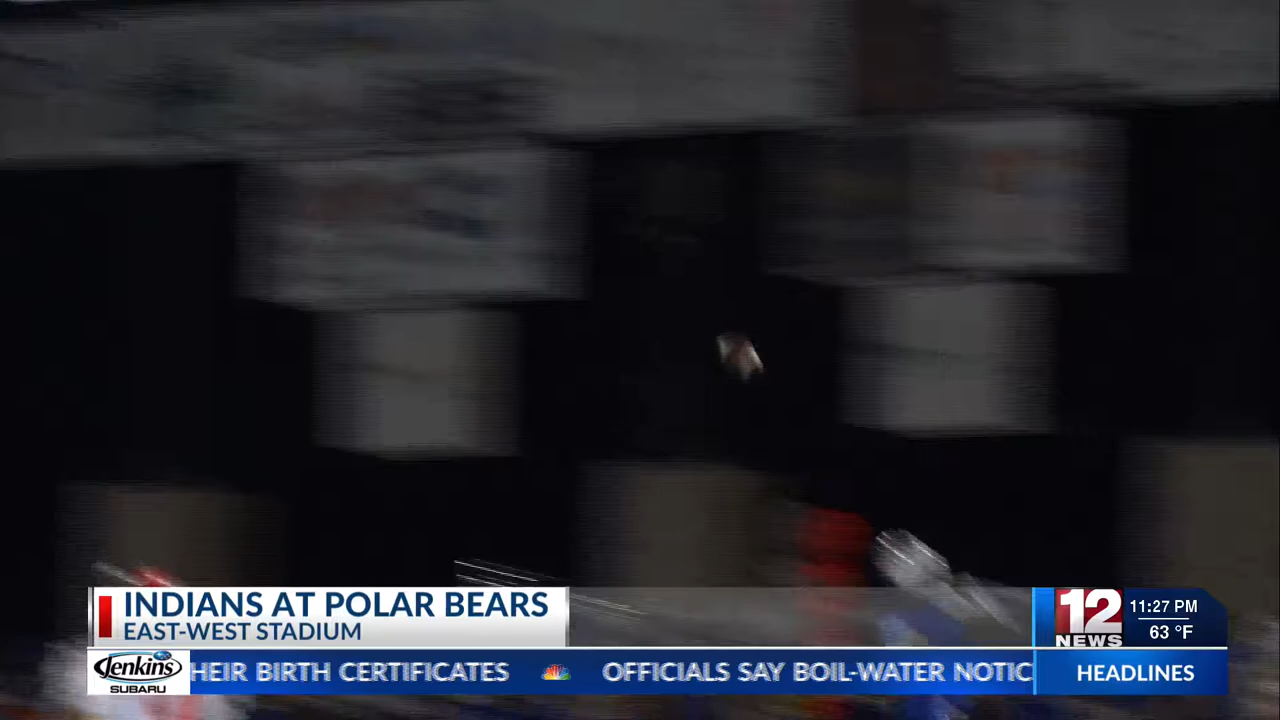 INDIANS AT POLAR BEARS
EAST-WEST STADIUM
12
NEWS
11:27 PM
63 °F
Jenkins
SUBARU
HEIR BIRTH CERTIFICATES
OFFICIALS SAY BOIL-WATER NOTIC
HEADLINES